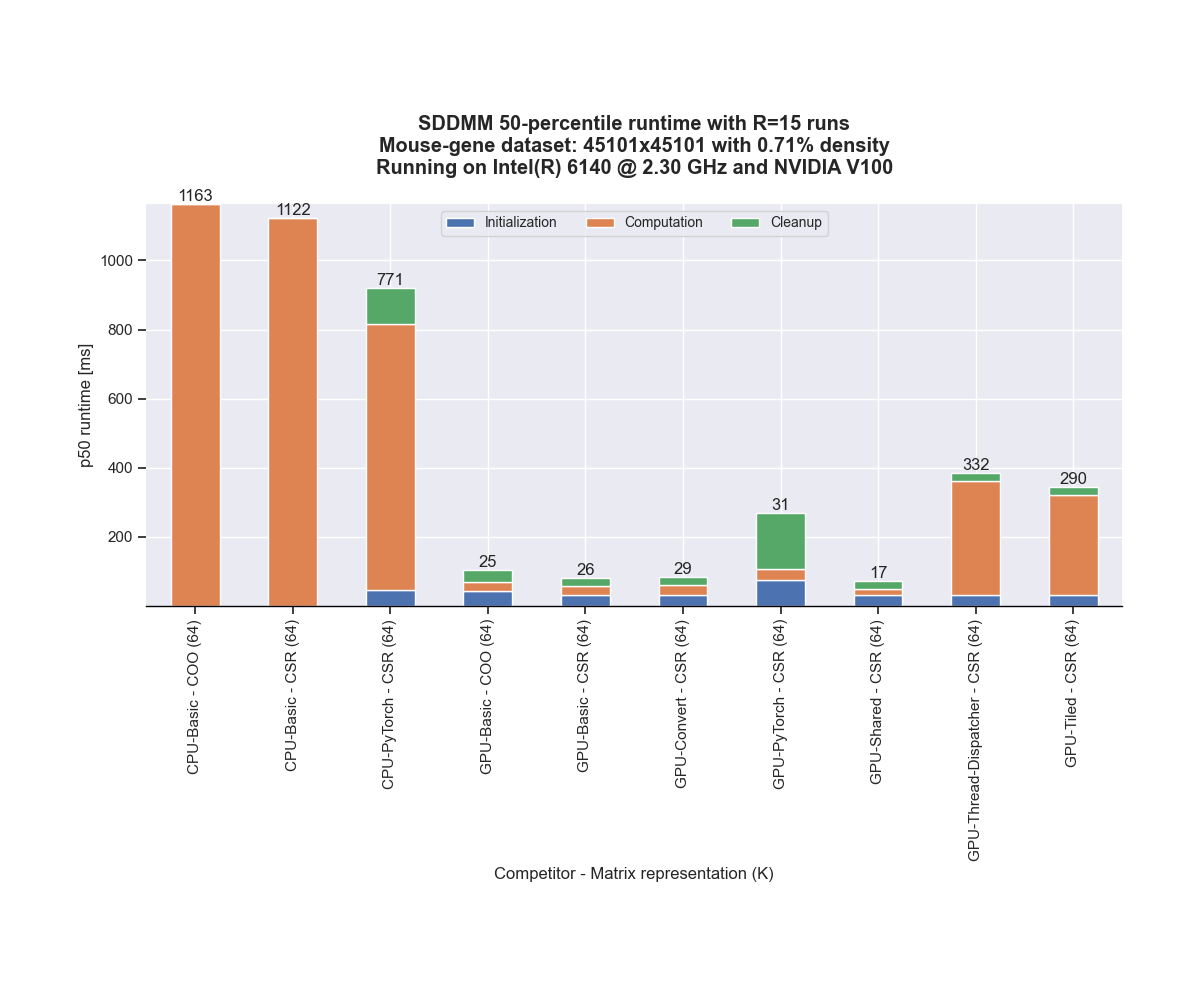 SDDMM 50-percentile runtime with R=15 runs
Mouse-gene dataset: 45101x45101 with 0.71% density
Running on Intel(R) 6140 @ 2.30 GHz and NVIDIA V100
1163
1122
771
25
26
29
31
17
332
290
Initialization
Computation
Cleanup
1000
800
600
400
200
p50 runtime [ms]
CPU-Basic - COO (64)
CPU-Basic - CSR (64)
CPU-PyTorch - CSR (64)
GPU-Basic - COO (64)
GPU-Basic - CSR (64)
GPU-Convert - CSR (64)
GPU-PyTorch - CSR (64)
GPU-Shared - CSR (64)
GPU-Thread-Dispatcher - CSR (64)
GPU-Tiled - CSR (64)
Competitor - Matrix representation (K)